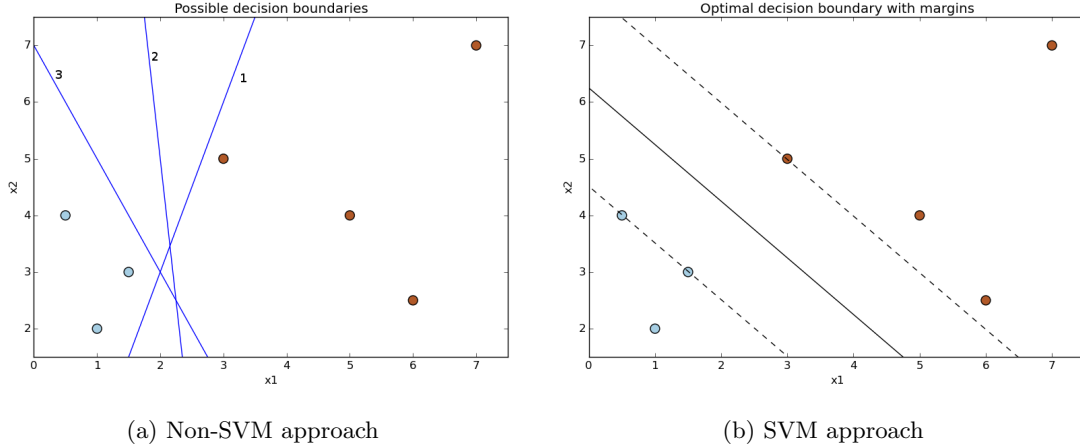 Possible decision boundaries
7
6
5
4
3
2
x2
3
2
1
0 1 2 3 4 5 6 7
x1
(a) Non-SVM approach
Optimal decision boundary with margins
7
6
5
4
3
2
x2
0 1 2 3 4 5 6 7
x1
(b) SVM approach